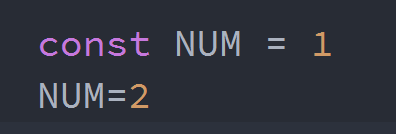 const NUM = 1
NUM=2